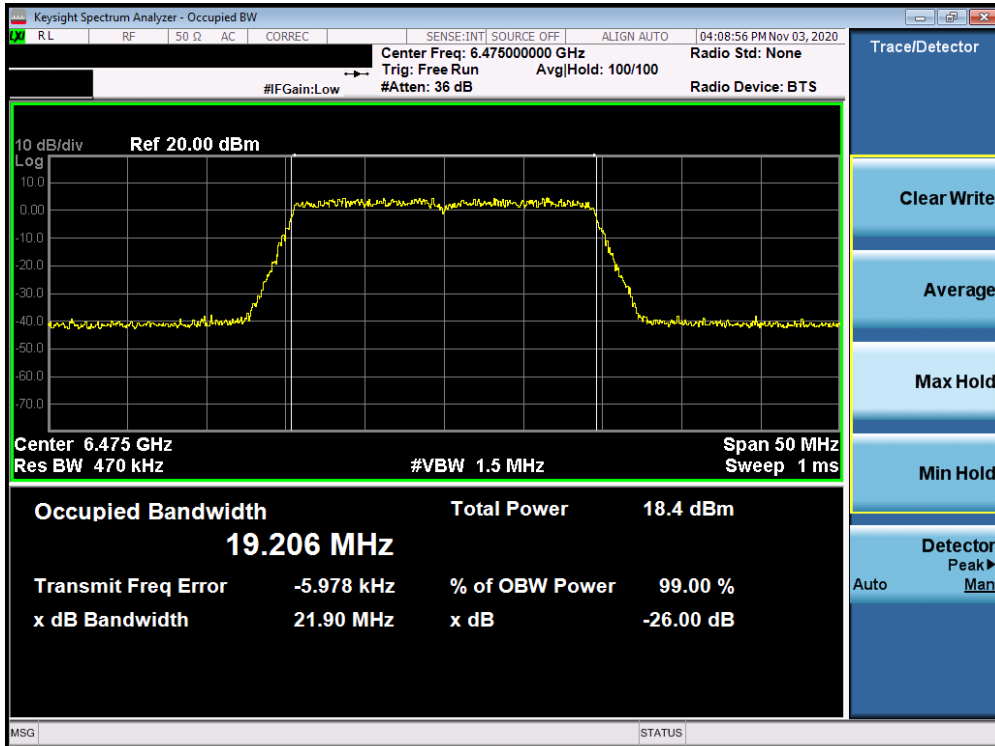 Keysight Spectrum Analyzer - Occupied BW
LXI RL RF 50 Ω AC CORREC SENSE:INT SOURCE OFF ALIGN AUTO 04:08:56 PM Nov 03, 2020
Center Freq: 6.475000000 GHz Radio Std: None
Trig: Free Run Avg|Hold: 100/100
#IFGain:Low #Atten: 36 dB Radio Device: BTS
10 dB/div Ref 20.00 dBm
Log
10.0
0.00
-10.0
-20.0
-30.0
-40.0
-50.0
-60.0
-70.0
Center 6.475 GHz Span 50 MHz
Res BW 470 kHz #VBW 1.5 MHz Sweep 1 ms
Occupied Bandwidth Total Power 18.4 dBm
19.206 MHz
Transmit Freq Error -5.978 kHz % of OBW Power 99.00 %
x dB Bandwidth 21.90 MHz x dB -26.00 dB
Trace/Detector
Clear Write
Average
Max Hold
Min Hold
Detector
Peak▶
Auto Man
MSG STATUS